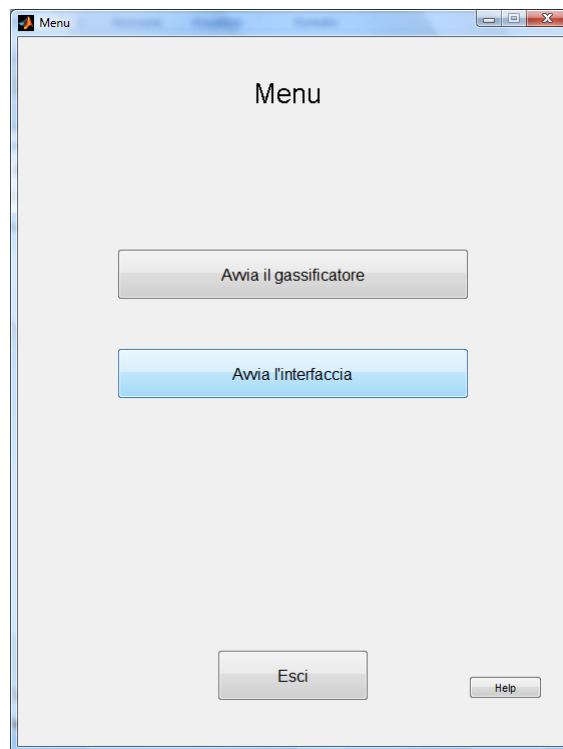 Menu
Menu
Avvia il gassificatore
Avvia l'interfaccia
Esci
Help